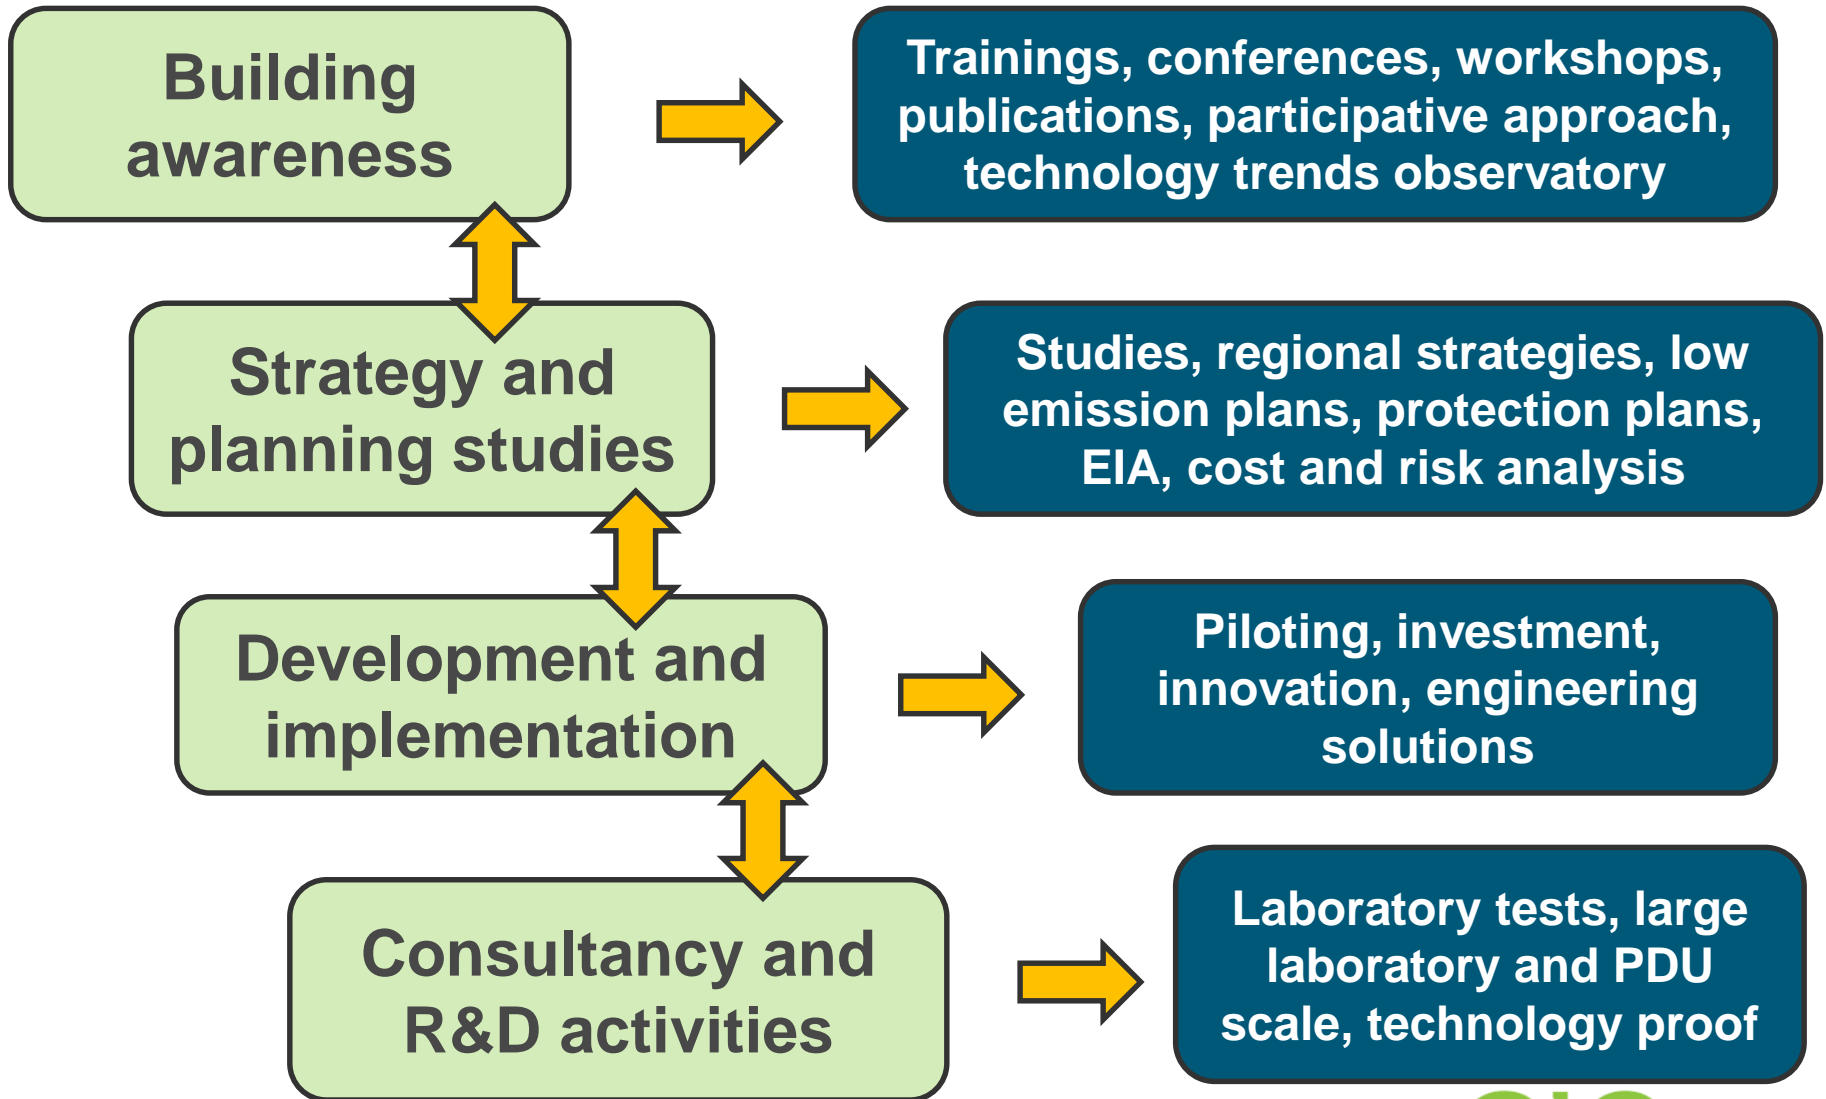 Building
awareness
Trainings, conferences, workshops,
publications, participative approach,
technology trends observatory
Strategy and
planning studies
Studies, regional strategies, low
emission plans, protection plans,
EIA, cost and risk analysis
Development and
implementation
Piloting, investment,
innovation, engineering
solutions
Consultancy and
R&D activities
Laboratory tests, large
laboratory and PDU
scale, technology proof